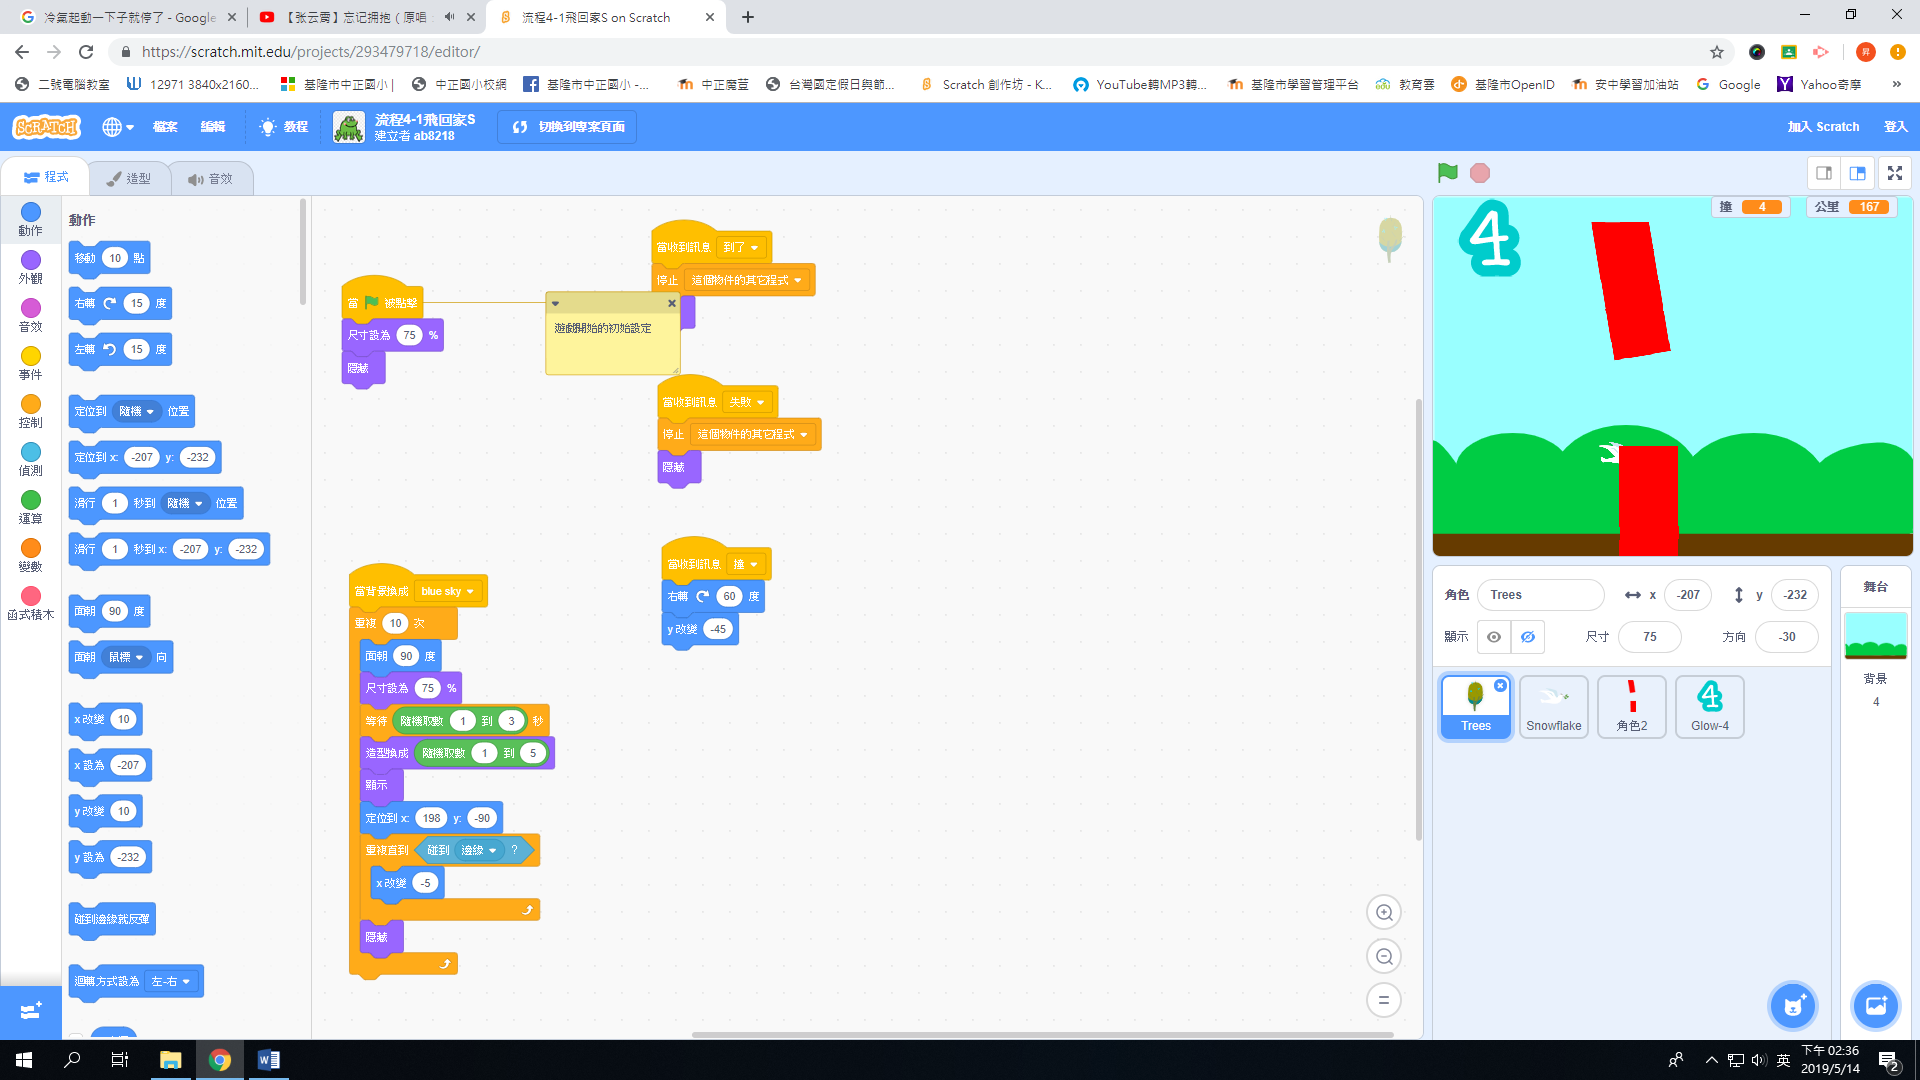 冷氣起動一下子就停了 - Google
【张云霄】忘记拥抱（原唱
流程4-1飛回家S on Scratch
https://scratch.mit.edu/projects/293479718/editor/
二號電腦教室
12971 3840x2160...
基隆市中正國小 |
中正國小校網
基隆市中正國小 -...
中正魔荳
台灣國定假日與節...
Scratch 創作坊 - K...
YouTube轉MP3轉...
基隆市學習管理平台
教育雲
基隆市OpenID
安中學習加油站
Google
Yahoo奇摩
SCRATCH
檔案
編輯
教程
流程4-1飛回家S
建立者 ab8218
切換到專案頁面
加入 Scratch
登入
程式
造型
音效
動作
外觀
音效
事件
控制
偵測
運算
變數
函式積木
動作
移動 10 點
右轉 15 度
左轉 15 度
定位到 隨機 位置
定位到 x: -207 y: -232
滑行 1 秒到 隨機 位置
滑行 1 秒到 x: -207 y: -232
面朝 90 度
面朝 鼠標 向
x 改變 10
x 設為 -207
y 改變 10
y 設為 -232
碰到邊緣就反彈
迴轉方式設為 左-右
當 被點擊
尺寸設為 75 %
隱藏
遊戲開始的初始設定
當收到訊息 到了
停止 這個物件的其它程式
當收到訊息 失敗
停止 這個物件的其它程式
隱藏
當收到訊息 撞
右轉 60 度
y 改變 -45
當背景換成 blue sky
重複 10 次
面朝 90 度
尺寸設為 75 %
等待 隨機取數 1 到 3 秒
造型換成 隨機取數 1 到 5
顯示
定位到 x: 198 y: -90
重複直到 碰到 邊緣 ?
x 改變 -5
隱藏
撞 4
公里 167
4
角色 Trees
x -207
y -232
顯示
尺寸 75
方向 -30
Trees
Snowflake
角色2
Glow-4
舞台
背景
4
英
下午 02:36
2019/5/14
2